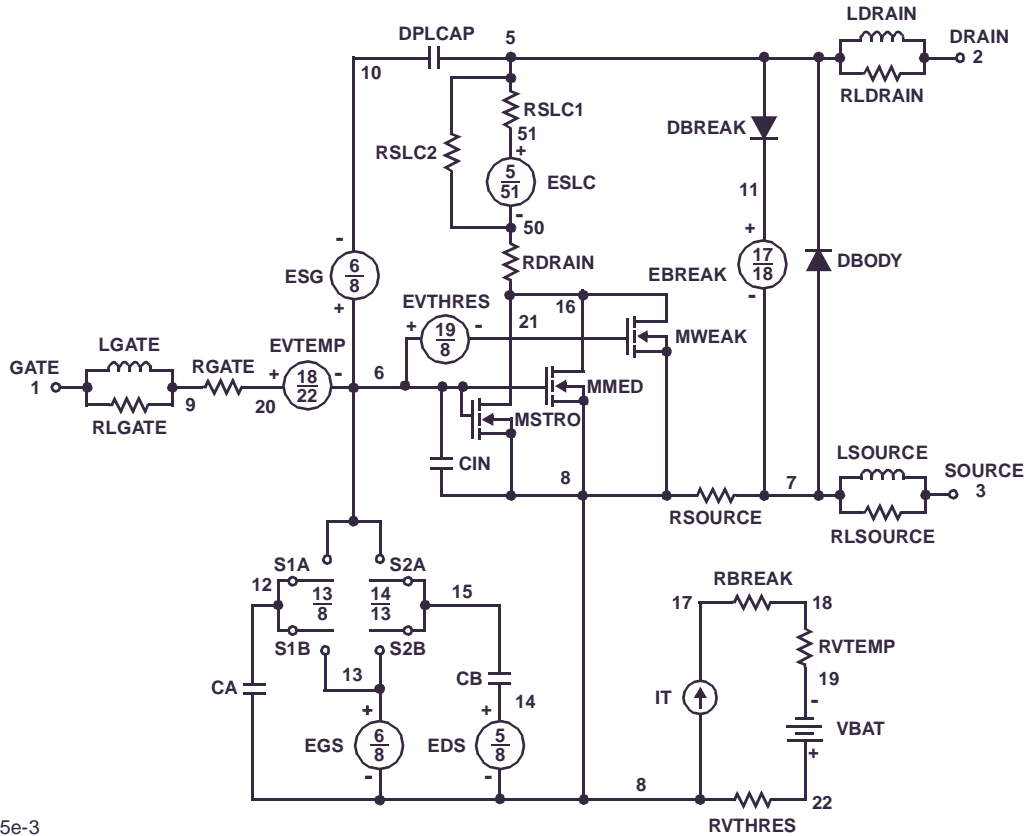 LDRAIN
DPLCAP
5
DRAIN
2
10
RLDRAIN
RSLC1
DBREAK
51
+
RSLC2
5
51
ESLC
11
-
50
-
+
17
18
RDRAIN
DBODY
6
8
ESG
EBREAK
+
-
EVTHRES
16
21
+
19
8
-
MWEAK
LGATE
EVTEMP
GATE
1
RGATE
+
18
22
-
6
MMED
9
20
RLGATE
MSTRO
CIN
LSOURCE
8
7
SOURCE
3
RSOURCE
RLSOURCE
S1A
S2A
12
13
8
14
13
15
RBREAK
17
18
S1B
S2B
RVTEMP
13
CB
19
CA
14
IT
-
+
+
VBAT
EGS
6
8
EDS
5
8
+
-
-
8
22
RVTHRES
5e-3